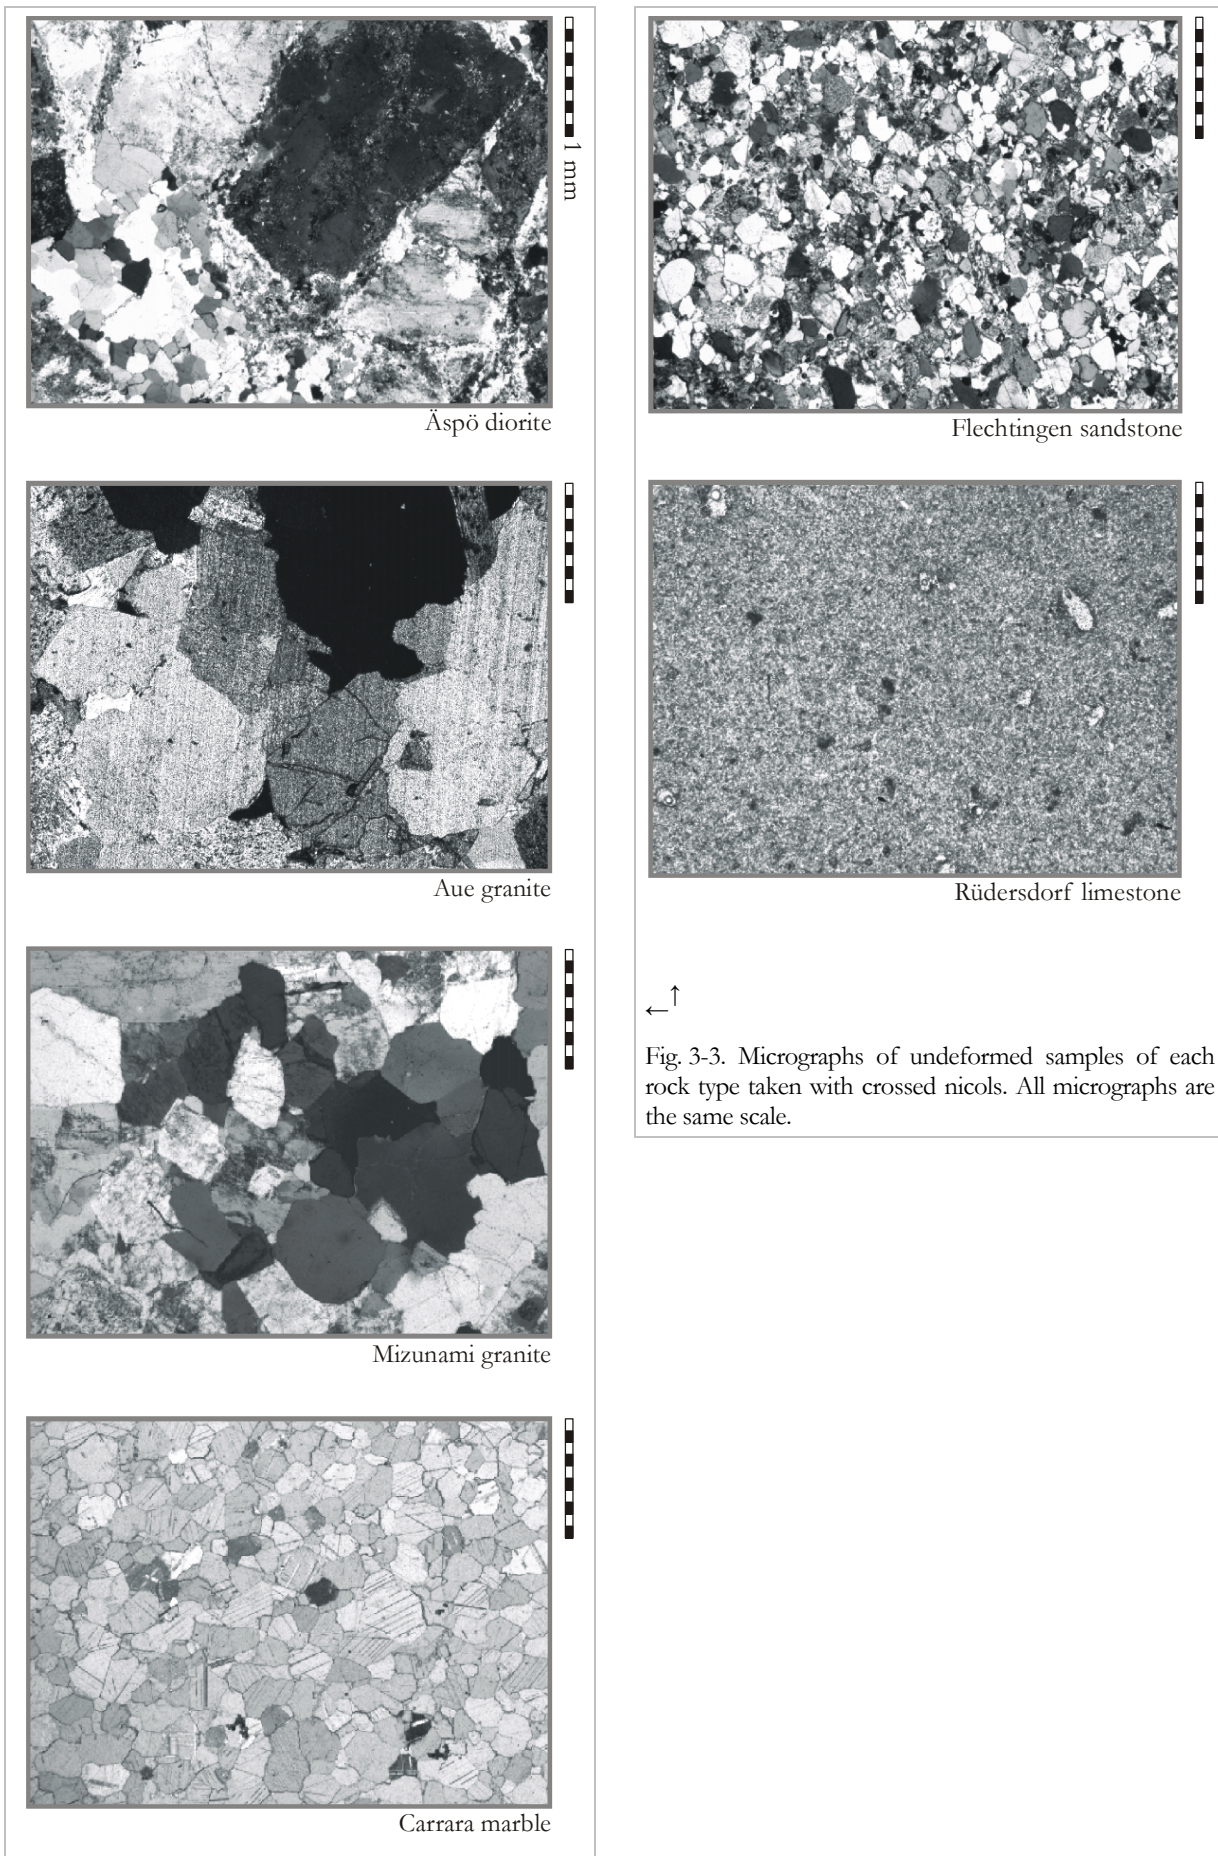 1 mm
Äspö diorite
Aue granite
Mizunami granite
Carrara marble
Flechtingen sandstone
Rüdersdorf limestone
←↑
Fig. 3-3. Micrographs of undeformed samples of each
rock type taken with crossed nicols. All micrographs are
the same scale.